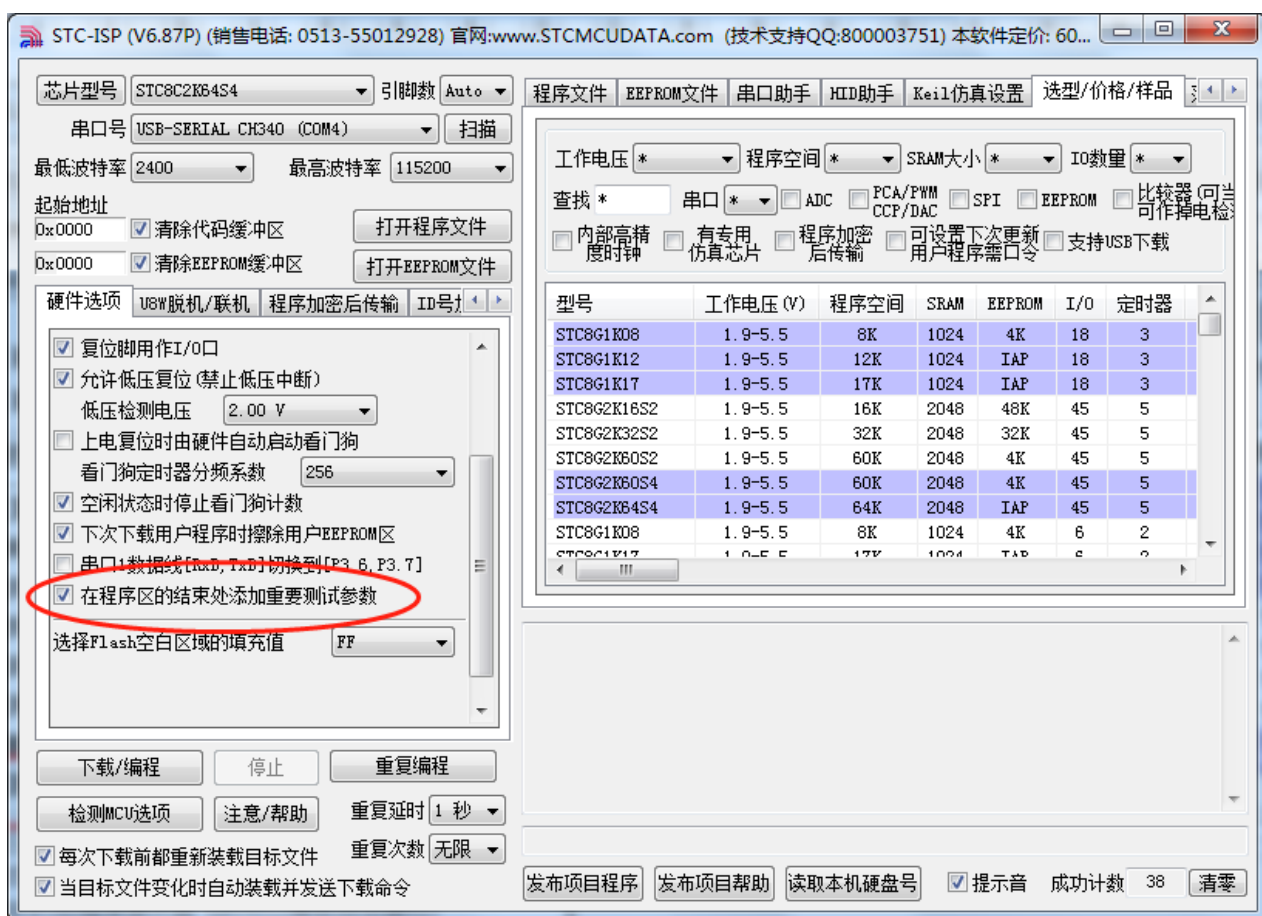 STC-ISP (V6.87P) (销售电话: 0513-55012928) 官网:www.STCMCUDATA.com (技术支持QQ:800003751) 本软件定价: 60...
芯片型号 STC8C2K64S4 引脚数 Auto
串口号 USB-SERIAL CH340 (COM4) 扫描
最低波特率 2400 最高波特率 115200
起始地址
0x0000 清除代码缓冲区 打开程序文件
0x0000 清除EEPROM缓冲区 打开EEPROM文件
硬件选项 U8W脱机/联机 程序加密后传输 ID号
复位脚用作I/O口
允许低压复位(禁止低压中断)
低压检测电压 2.00 V
上电复位时由硬件自动启动看门狗
看门狗定时器分频系数 256
空闲状态时停止看门狗计数
下次下载用户程序时擦除用户EEPROM区
串口1数据线[RxD,TxD]切换到[P3.6,P3.7]
在程序区的结束处添加重要测试参数
选择Flash空白区域的填充值 FF
下载/编程 停止 重复编程
检测MCU选项 注意/帮助 重复延时 1 秒
每次下载前都重新装载目标文件 重复次数 无限
当目标文件变化时自动装载并发送下载命令
程序文件 EEPROM文件 串口助手 HID助手 Keil仿真设置 选型/价格/样品
工作电压 * 程序空间 * SRAM大小 * IO数量 *
查找 * 串口 * ADC PCA/PWM CCP/DAC SPI EEPROM 比较器(可当可作掉电检
内部高精度时钟 有专用仿真芯片 程序加密后传输 可设置下次更新用户程序需口令 支持USB下载
型号 工作电压(V) 程序空间 SRAM EEPROM I/O 定时器
STC8G1K08 1.9-5.5 8K 1024 4K 18 3
STC8G1K12 1.9-5.5 12K 1024 IAP 18 3
STC8G1K17 1.9-5.5 17K 1024 IAP 18 3
STC8G2K16S2 1.9-5.5 16K 2048 48K 45 5
STC8G2K32S2 1.9-5.5 32K 2048 32K 45 5
STC8G2K60S2 1.9-5.5 60K 2048 4K 45 5
STC8G2K60S4 1.9-5.5 60K 2048 4K 45 5
STC8G2K64S4 1.9-5.5 64K 2048 IAP 45 5
STC8G1K08 1.9-5.5 8K 1024 4K 6 2
STC8G1K17 1.9-5.5 17K 1024 IAP 6 2
发布项目程序 发布项目帮助 读取本机硬盘号 提示音 成功计数 38 清零